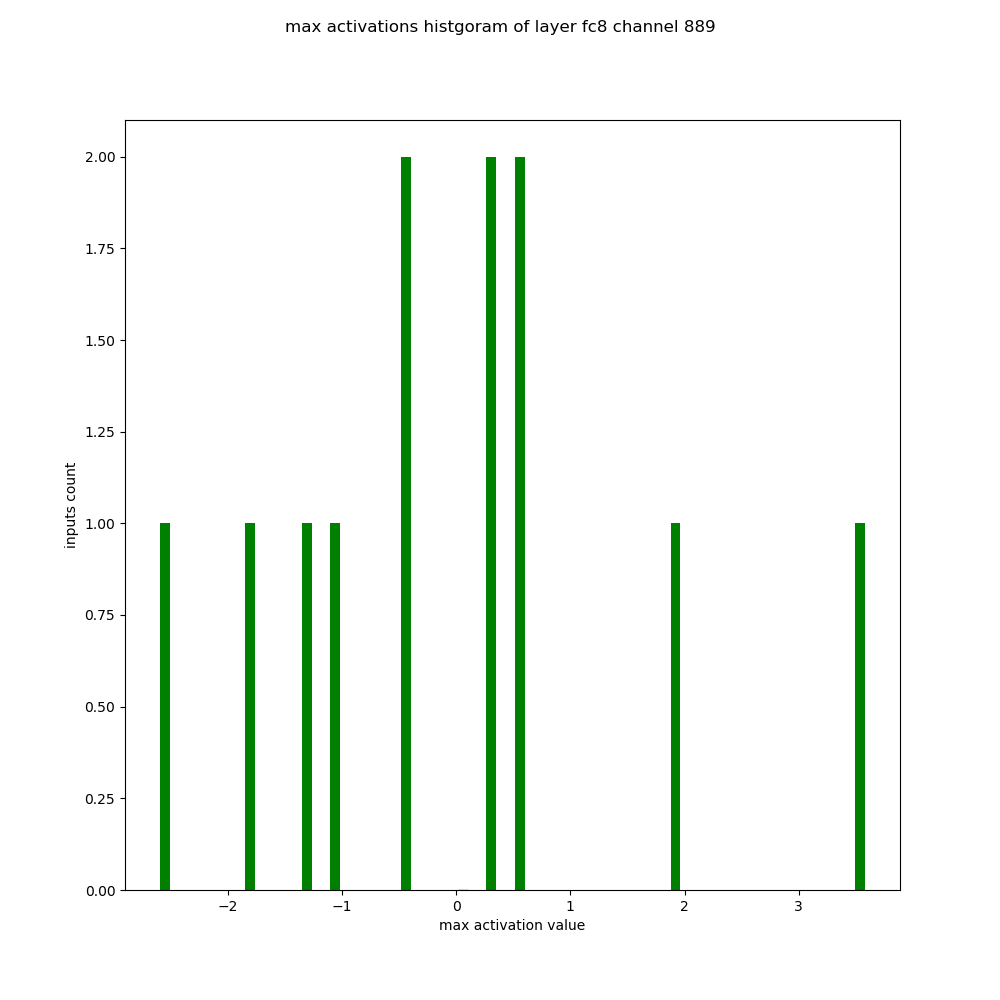 max activations histgoram of layer fc8 channel 889
2.00
1.75
1.50
1.25
1.00
0.75
0.50
0.25
0.00
inputs count
−2 −1 0 1 2 3
max activation value